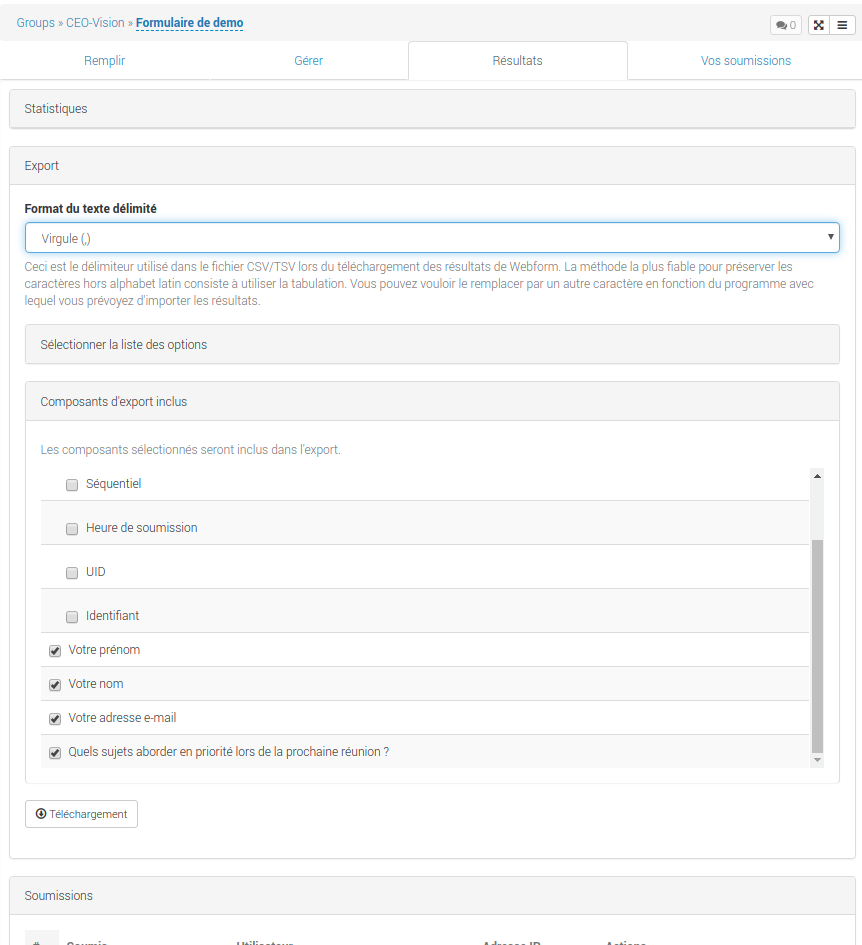 Groups » CEO-Vision » Formulaire de demo
0
Remplir
Gérer
Résultats
Vos soumissions
Statistiques
Export
Format du texte délimité
Virgule (,)
Ceci est le délimiteur utilisé dans le fichier CSV/TSV lors du téléchargement des résultats de Webform. La méthode la plus fiable pour préserver les
caractères hors alphabet latin consiste à utiliser la tabulation. Vous pouvez vouloir le remplacer par un autre caractère en fonction du programme avec
lequel vous prévoyez d'importer les résultats.
Sélectionner la liste des options
Composants d'export inclus
Les composants sélectionnés seront inclus dans l'export.
Séquentiel
Heure de soumission
UID
Identifiant
Votre prénom
Votre nom
Votre adresse e-mail
Quels sujets aborder en priorité lors de la prochaine réunion ?
Téléchargement
Soumissions
# Soumis Utilisateur Adresse IP Actions